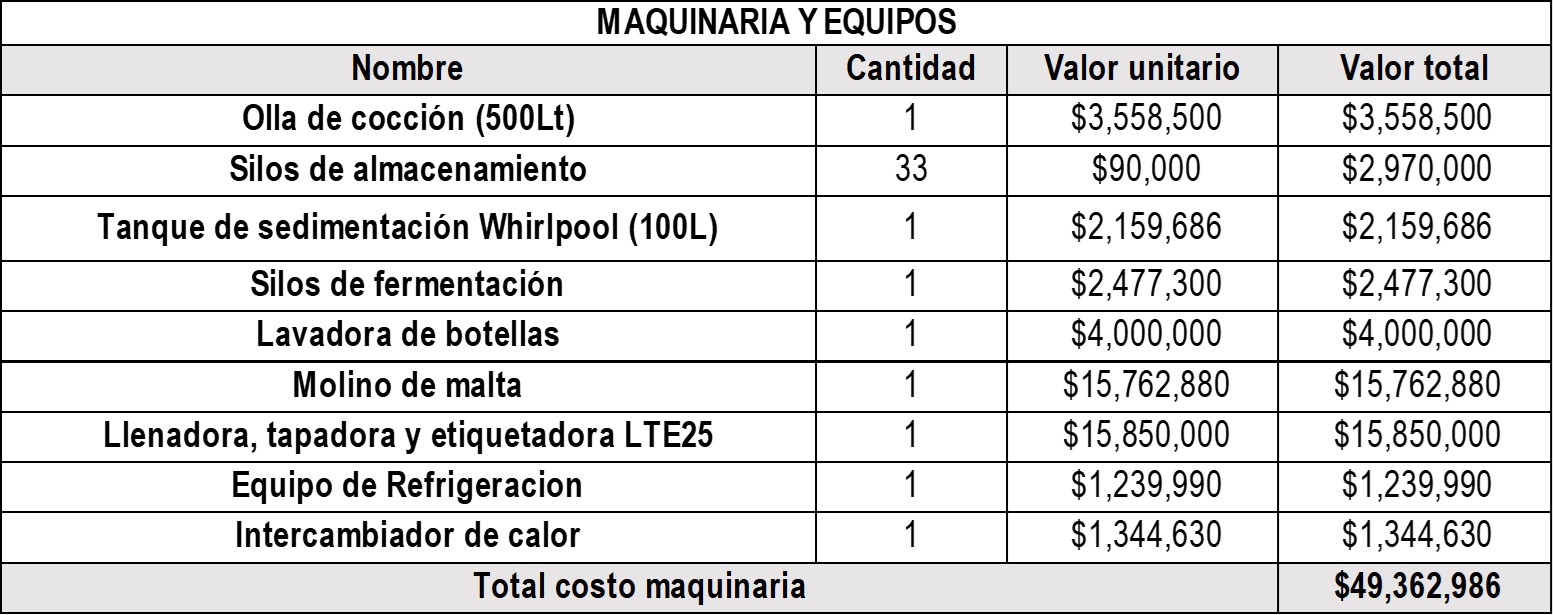 MAQUINARIA Y EQUIPOS
Nombre Cantidad Valor unitario Valor total
Olla de cocción (500Lt) 1 $3,558,500 $3,558,500
Silos de almacenamiento 33 $90,000 $2,970,000
Tanque de sedimentación Whirlpool (100L) 1 $2,159,686 $2,159,686
Silos de fermentación 1 $2,477,300 $2,477,300
Lavadora de botellas 1 $4,000,000 $4,000,000
Molino de malta 1 $15,762,880 $15,762,880
Llenadora, tapadora y etiquetadora LTE25 1 $15,850,000 $15,850,000
Equipo de Refrigeracion 1 $1,239,990 $1,239,990
Intercambiador de calor 1 $1,344,630 $1,344,630
Total costo maquinaria $49,362,986